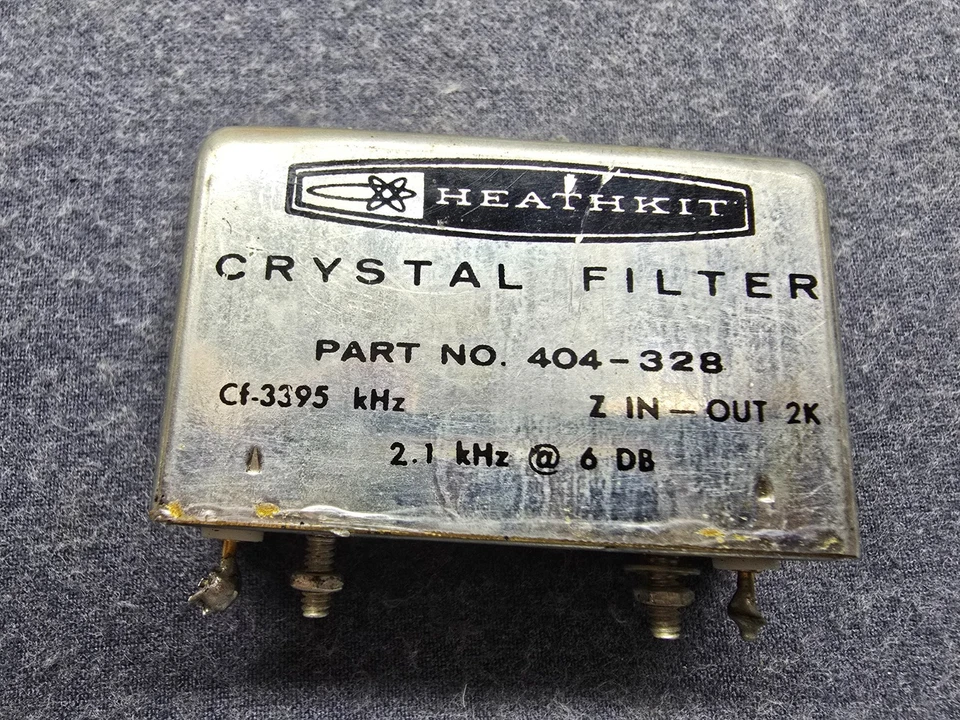 HEATHKIT
CRYSTAL FILTER
PART NO. 404-328
Cf-3395 kHz Z IN - OUT 2K
2.1 kHz @ 6 DB